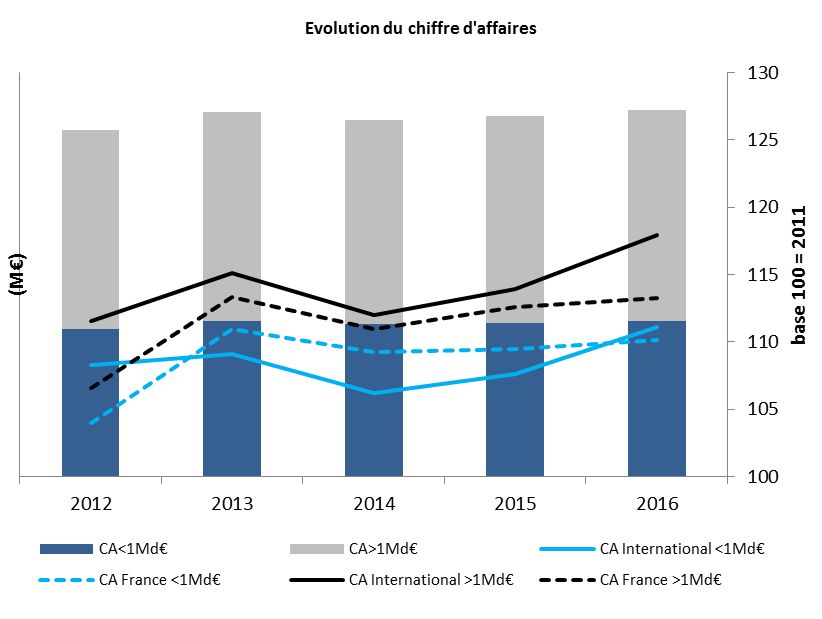 Evolution du chiffre d'affaires
130
125
120
115
110
105
100
(M€)
base 100 = 2011
2012 2013 2014 2015 2016
CA<1Md€ CA>1Md€ CA International <1Md€
CA France <1Md€ CA International >1Md€ CA France >1Md€